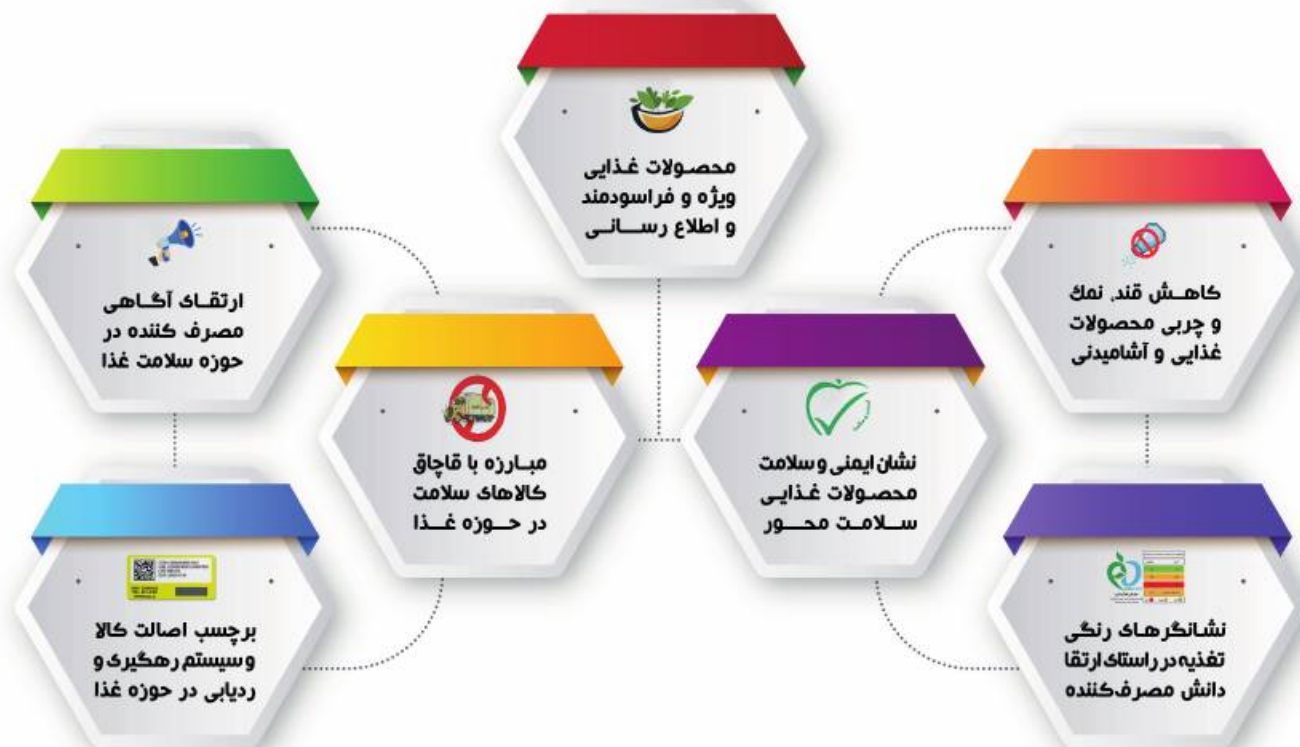 محصولات غذایی
ویژه و فراسودمند
و اطلاع رسانی
کاهش قند، نمك
و چربی محصولات
غذایی و آشامیدنی
ارتقای آگاهی
مصرف کننده در
حوزه سلامت غذا
نشان ایمنی و سلامت
محصولات غذایی
سلامت محور
مبارزه با قاچاق
کالاهای سلامت
در حوزه غذا
نشانگرهای رنگی
تغذیه در راستای ارتقا
دانش مصرف‌کننده
برچسب اصالت کالا
و سیستم رهگیری و
ردیابی در حوزه غذا